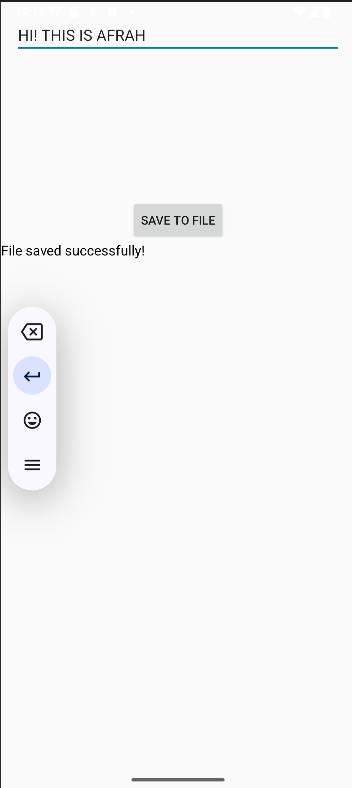 HI! THIS IS AFRAH
SAVE TO FILE
File saved successfully!